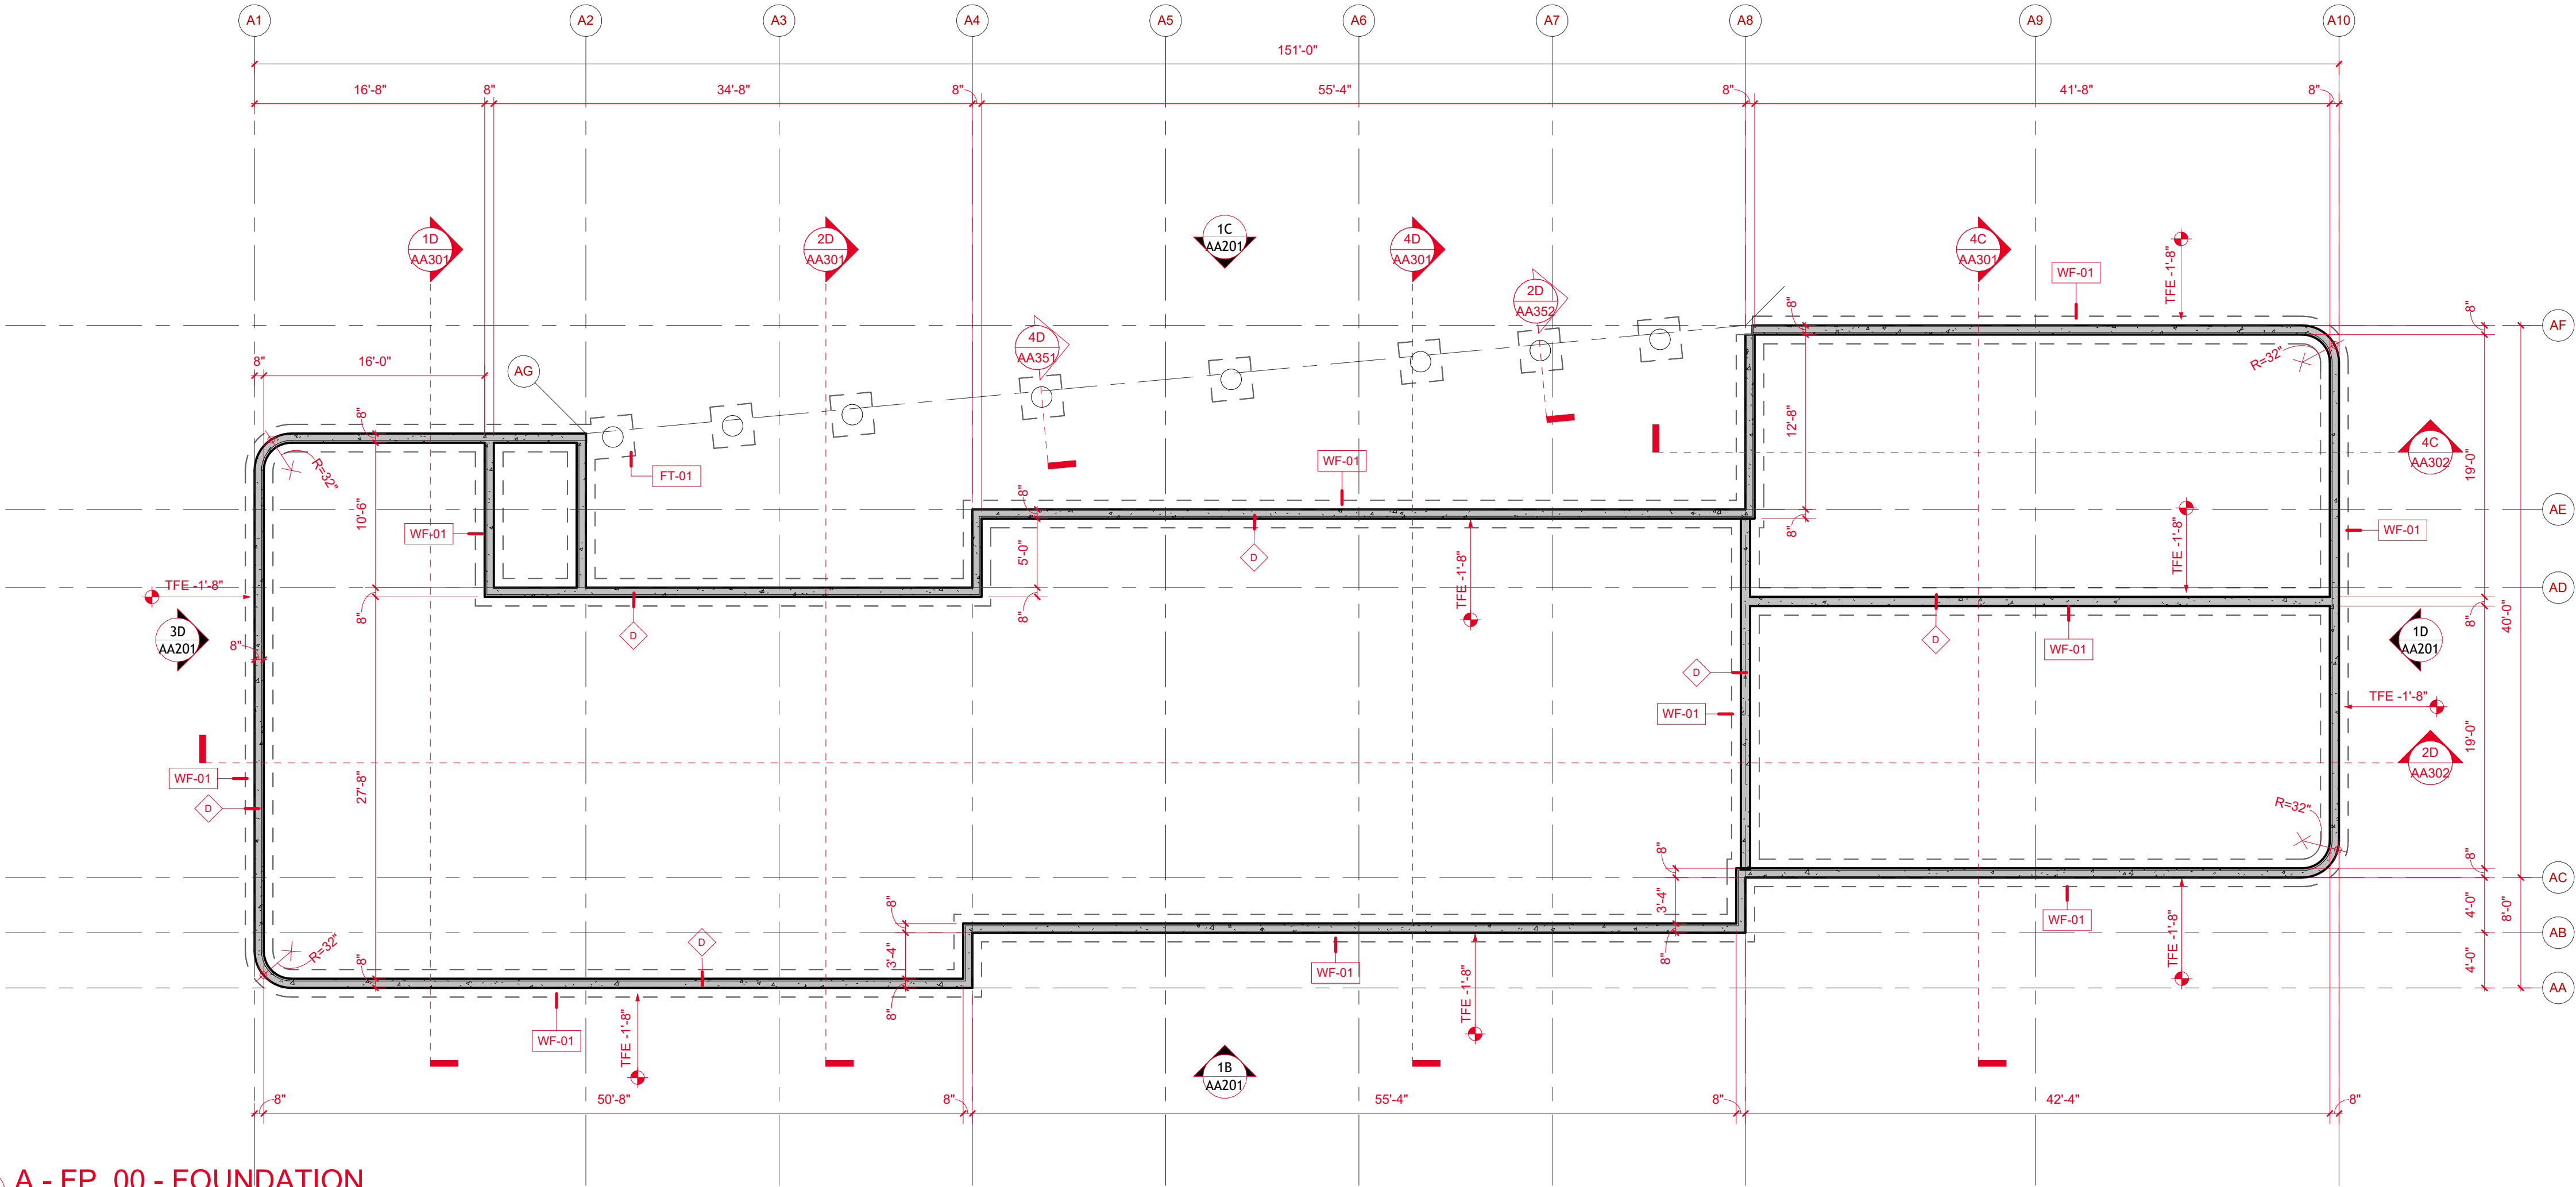 A1 A2 A3 A4 A5 A6 A7 A8 A9 A10
151'-0"
16'-8" 8" 34'-8" 8" 55'-4" 8" 41'-8" 8"
1D
AA301
2D
AA301
1C
AA201
4D
AA301
4C
AA301
TFE -1'-8"
WF-01
2D
AA352
4D
AA351
8"
8"
AF
R=32"
8" 16'-0"
AG
8"
R=32"
12'-8"
4C
AA302
19'-0"
FT-01
WF-01
8"
10'-6"
WF-01
5'-0"
D
TFE -1'-8"
8"
TFE -1'-8"
WF-01
AE
TFE -1'-8"
8"
8"
AD
3D
AA201
8"
D
D
WF-01
8"
40'-0"
1D
AA201
D
WF-01
TFE -1'-8"
19'-0"
2D
AA302
WF-01
D
27'-8"
R=32"
8"
8"
AC
3'-4"
8"
WF-01
4'-0"
8'-0"
AB
R=32"
8"
D
3'-4"
8"
WF-01
TFE -1'-8"
8"
TFE -1'-8"
4'-0"
AA
WF-01
TFE -1'-8"
1B
AA201
8" 50'-8" 8" 55'-4" 8" 42'-4" 8"
A - FP_00 - FOUNDATION